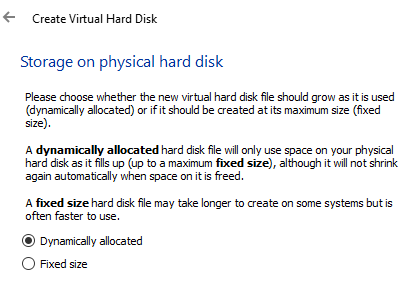 Create Virtual Hard Disk
Storage on physical hard disk
Please choose whether the new virtual hard disk file should grow as it is used
(dynamically allocated) or if it should be created at its maximum size (fixed
size).
A dynamically allocated hard disk file will only use space on your physical
hard disk as it fills up (up to a maximum fixed size), although it will not shrink
again automatically when space on it is freed.
A fixed size hard disk file may take longer to create on some systems but is
often faster to use.
Dynamically allocated
Fixed size